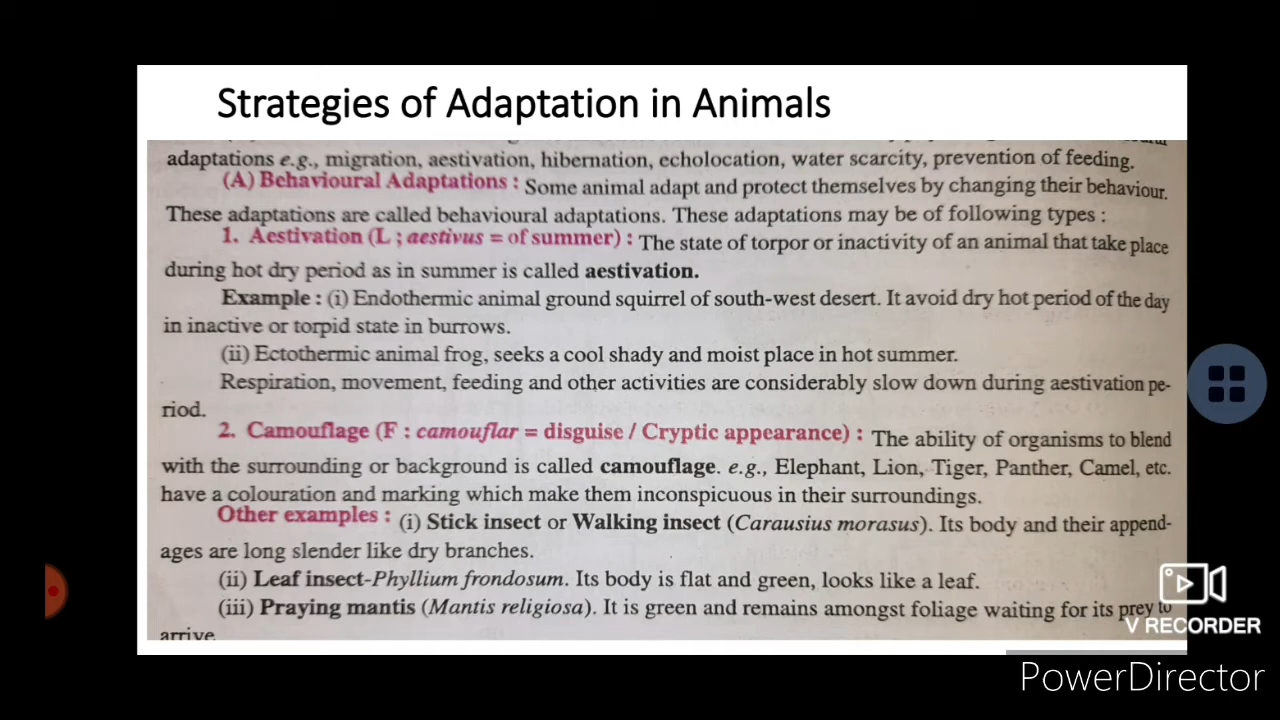 Strategies of Adaptation in Animals
adaptations e.g., migration, aestivation, hibernation, echolocation, water scarcity, prevention of feeding.
(A) Behavioural Adaptations : Some animal adapt and protect themselves by changing their behaviour.
These adaptations are called behavioural adaptations. These adaptations may be of following types :
1. Aestivation (L ; aestivus = of summer) : The state of torpor or inactivity of an animal that take place
during hot dry period as in summer is called aestivation.
Example : (i) Endothermic animal ground squirrel of south-west desert. It avoid dry hot period of the day
in inactive or torpid state in burrows.
(ii) Ectothermic animal frog, seeks a cool shady and moist place in hot summer.
Respiration, movement, feeding and other activities are considerably slow down during aestivation pe-
riod.
2. Camouflage (F : camouflar = disguise / Cryptic appearance) : The ability of organisms to blend
with the surrounding or background is called camouflage. e.g., Elephant, Lion, Tiger, Panther, Camel, etc.
have a colouration and marking which make them inconspicuous in their surroundings.
Other examples : (i) Stick insect or Walking insect (Carausius morasus). Its body and their append-
ages are long slender like dry branches.
(ii) Leaf insect-Phyllium frondosum. Its body is flat and green, looks like a leaf.
(iii) Praying mantis (Mantis religiosa). It is green and remains amongst foliage waiting for its prey to
arrive
V RECORDER
PowerDirector